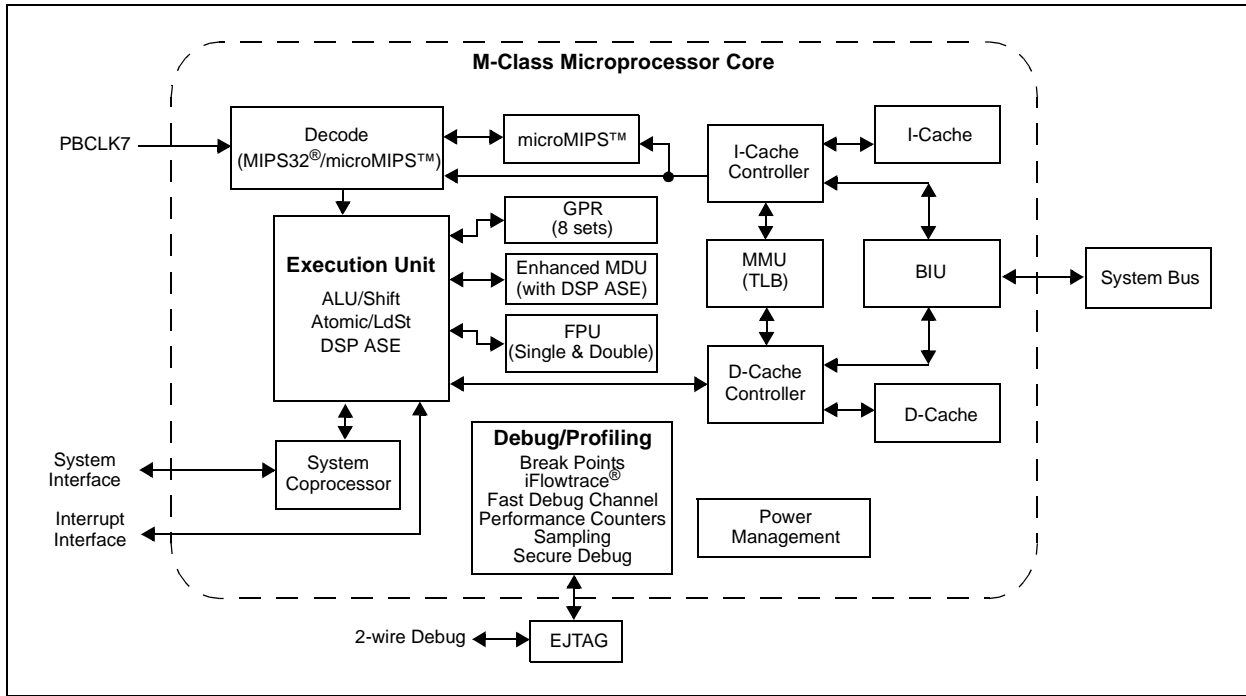 M-Class Microprocessor Core
PBCLK7
Decode
(MIPS32®/microMIPS™)
microMIPS™
I-Cache
Controller
I-Cache
Execution Unit
ALU/Shift
Atomic/LdSt
DSP ASE
GPR
(8 sets)
Enhanced MDU
(with DSP ASE)
FPU
(Single & Double)
MMU
(TLB)
BIU
System Bus
D-Cache
Controller
D-Cache
System
Interface
System
Coprocessor
Interrupt
Interface
Debug/Profiling
Break Points
iFlowtrace®
Fast Debug Channel
Performance Counters
Sampling
Secure Debug
Power
Management
2-wire Debug
EJTAG